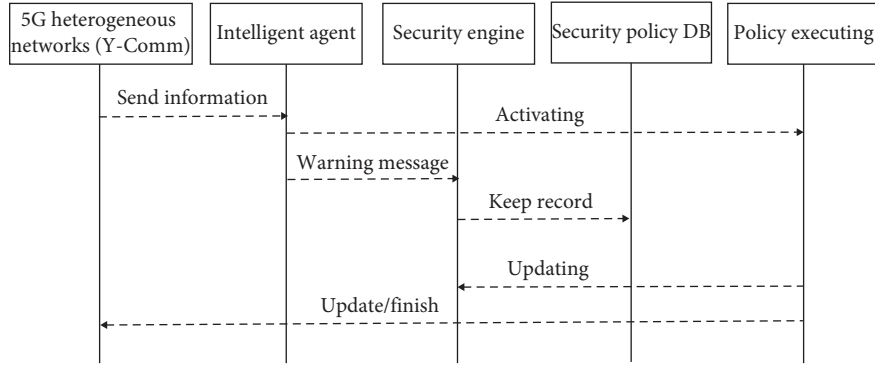 5G heterogeneous
networks (Y-Comm)
Intelligent agent
Security engine
Security policy DB
Policy executing
Send information
Activating
Warning message
Keep record
Updating
Update/finish